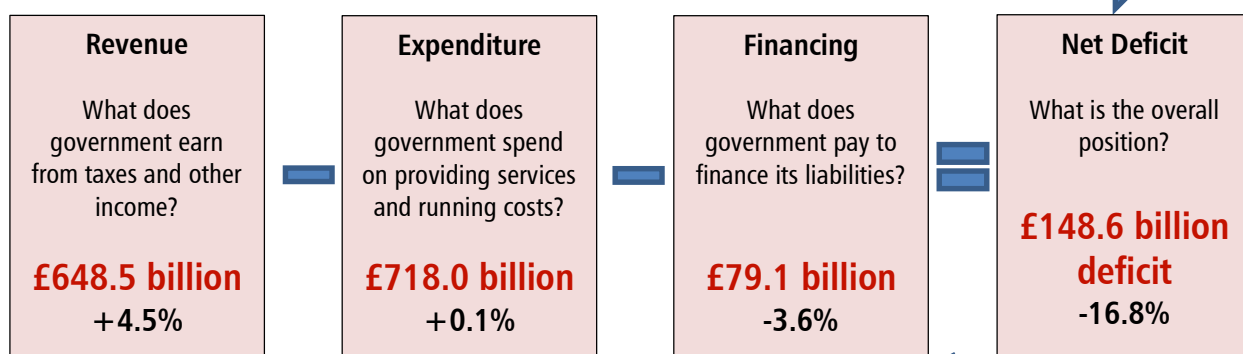 Revenue
What does
government earn
from taxes and other
income?
£648.5 billion
+4.5%
Expenditure
What does
government spend
on providing services
and running costs?
£718.0 billion
+0.1%
Financing
What does
government pay to
finance its liabilities?
£79.1 billion
-3.6%
Net Deficit
What is the overall
position?
£148.6 billion
deficit
-16.8%